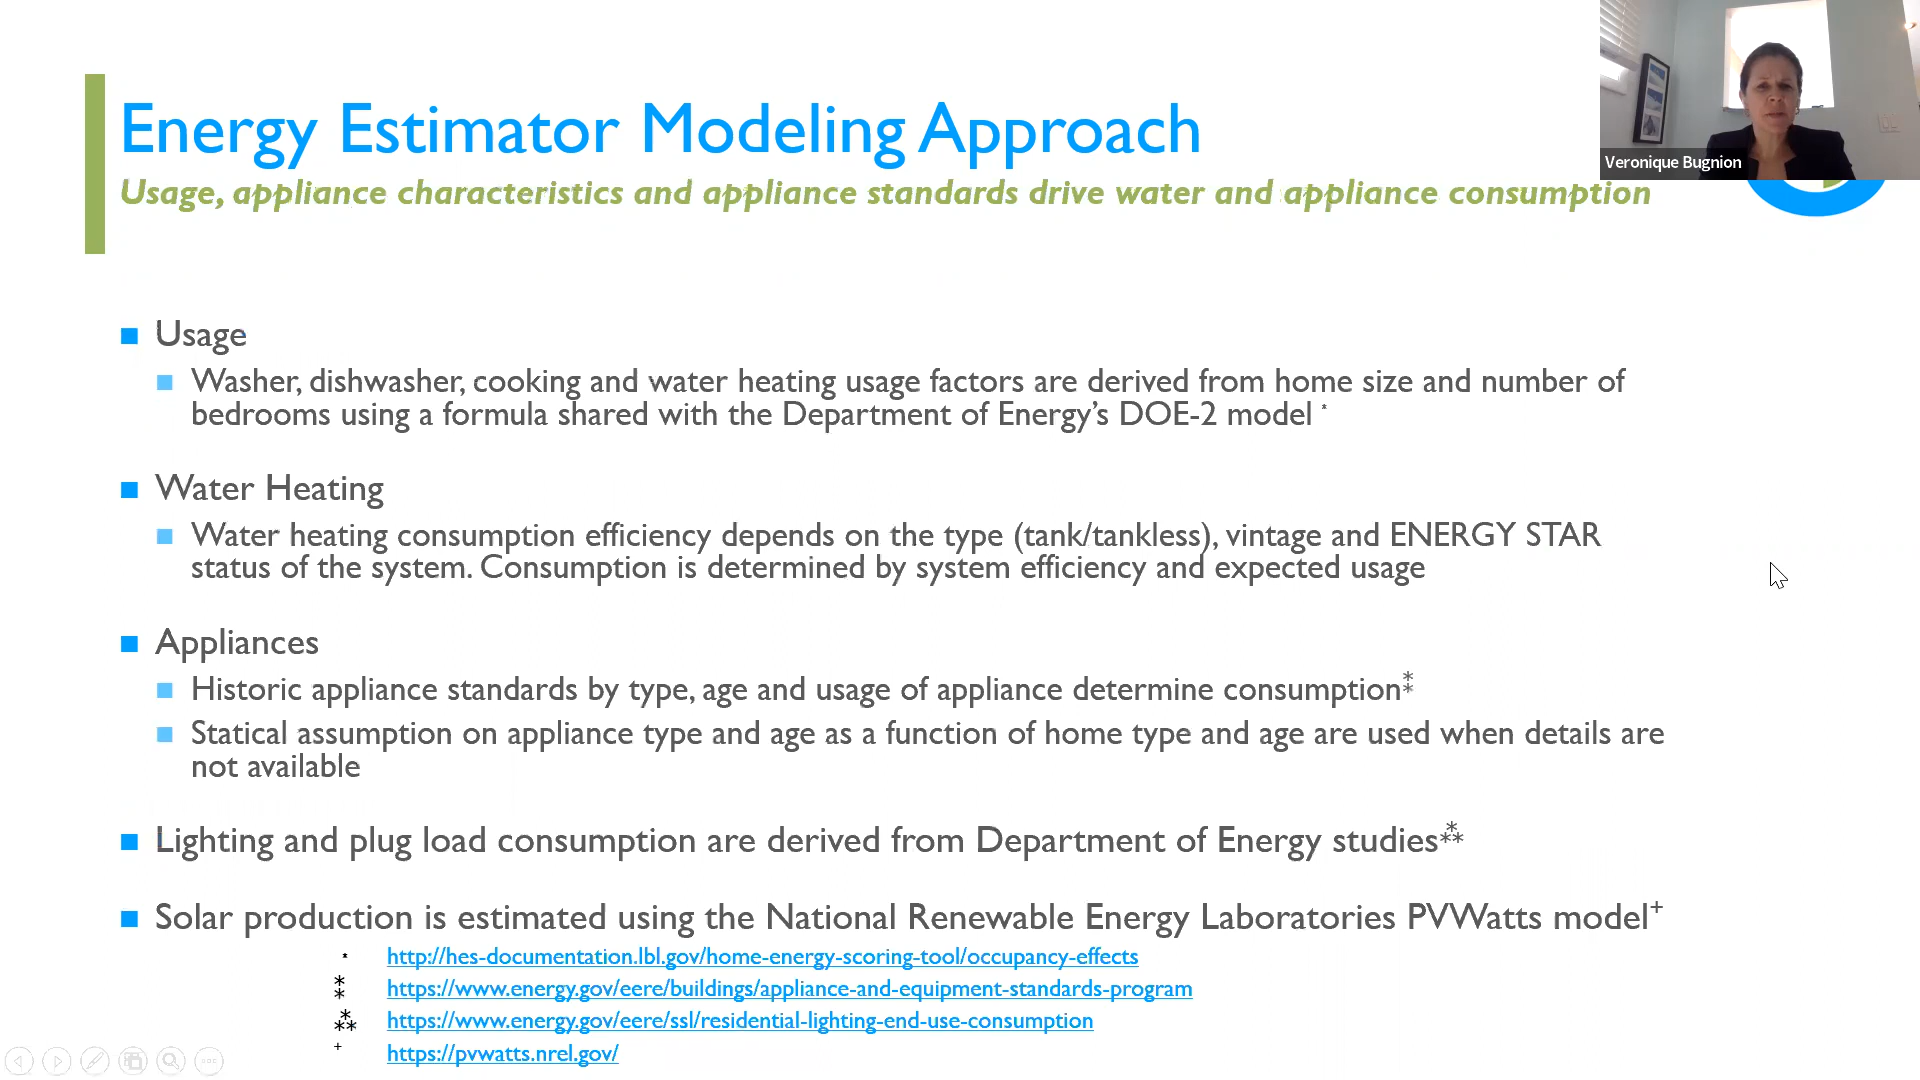 Energy Estimator Modeling Approach
Usage, appliance characteristics and appliance standards drive water and appliance consumption
Veronique Bugnion
Usage
Washer, dishwasher, cooking and water heating usage factors are derived from home size and number of
bedrooms using a formula shared with the Department of Energy's DOE-2 model *
Water Heating
Water heating consumption efficiency depends on the type (tank/tankless), vintage and ENERGY STAR
status of the system. Consumption is determined by system efficiency and expected usage
Appliances
Historic appliance standards by type, age and usage of appliance determine consumption⁑
Statical assumption on appliance type and age as a function of home type and age are used when details are
not available
Lighting and plug load consumption are derived from Department of Energy studies⁂
Solar production is estimated using the National Renewable Energy Laboratories PVWatts model⁺
* http://hes-documentation.lbl.gov/home-energy-scoring-tool/occupancy-effects
⁑ https://www.energy.gov/eere/buildings/appliance-and-equipment-standards-program
⁂ https://www.energy.gov/eere/ssl/residential-lighting-end-use-consumption
⁺ https://pvwatts.nrel.gov/